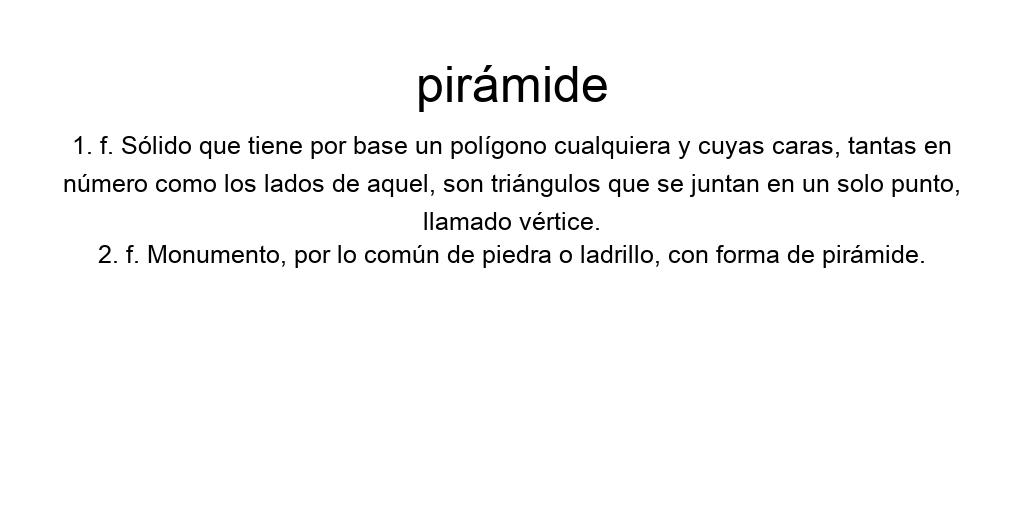 pirámide
1. f. Sólido que tiene por base un polígono cualquiera y cuyas caras, tantas en
número como los lados de aquel, son triángulos que se juntan en un solo punto,
llamado vértice.
2. f. Monumento, por lo común de piedra o ladrillo, con forma de pirámide.